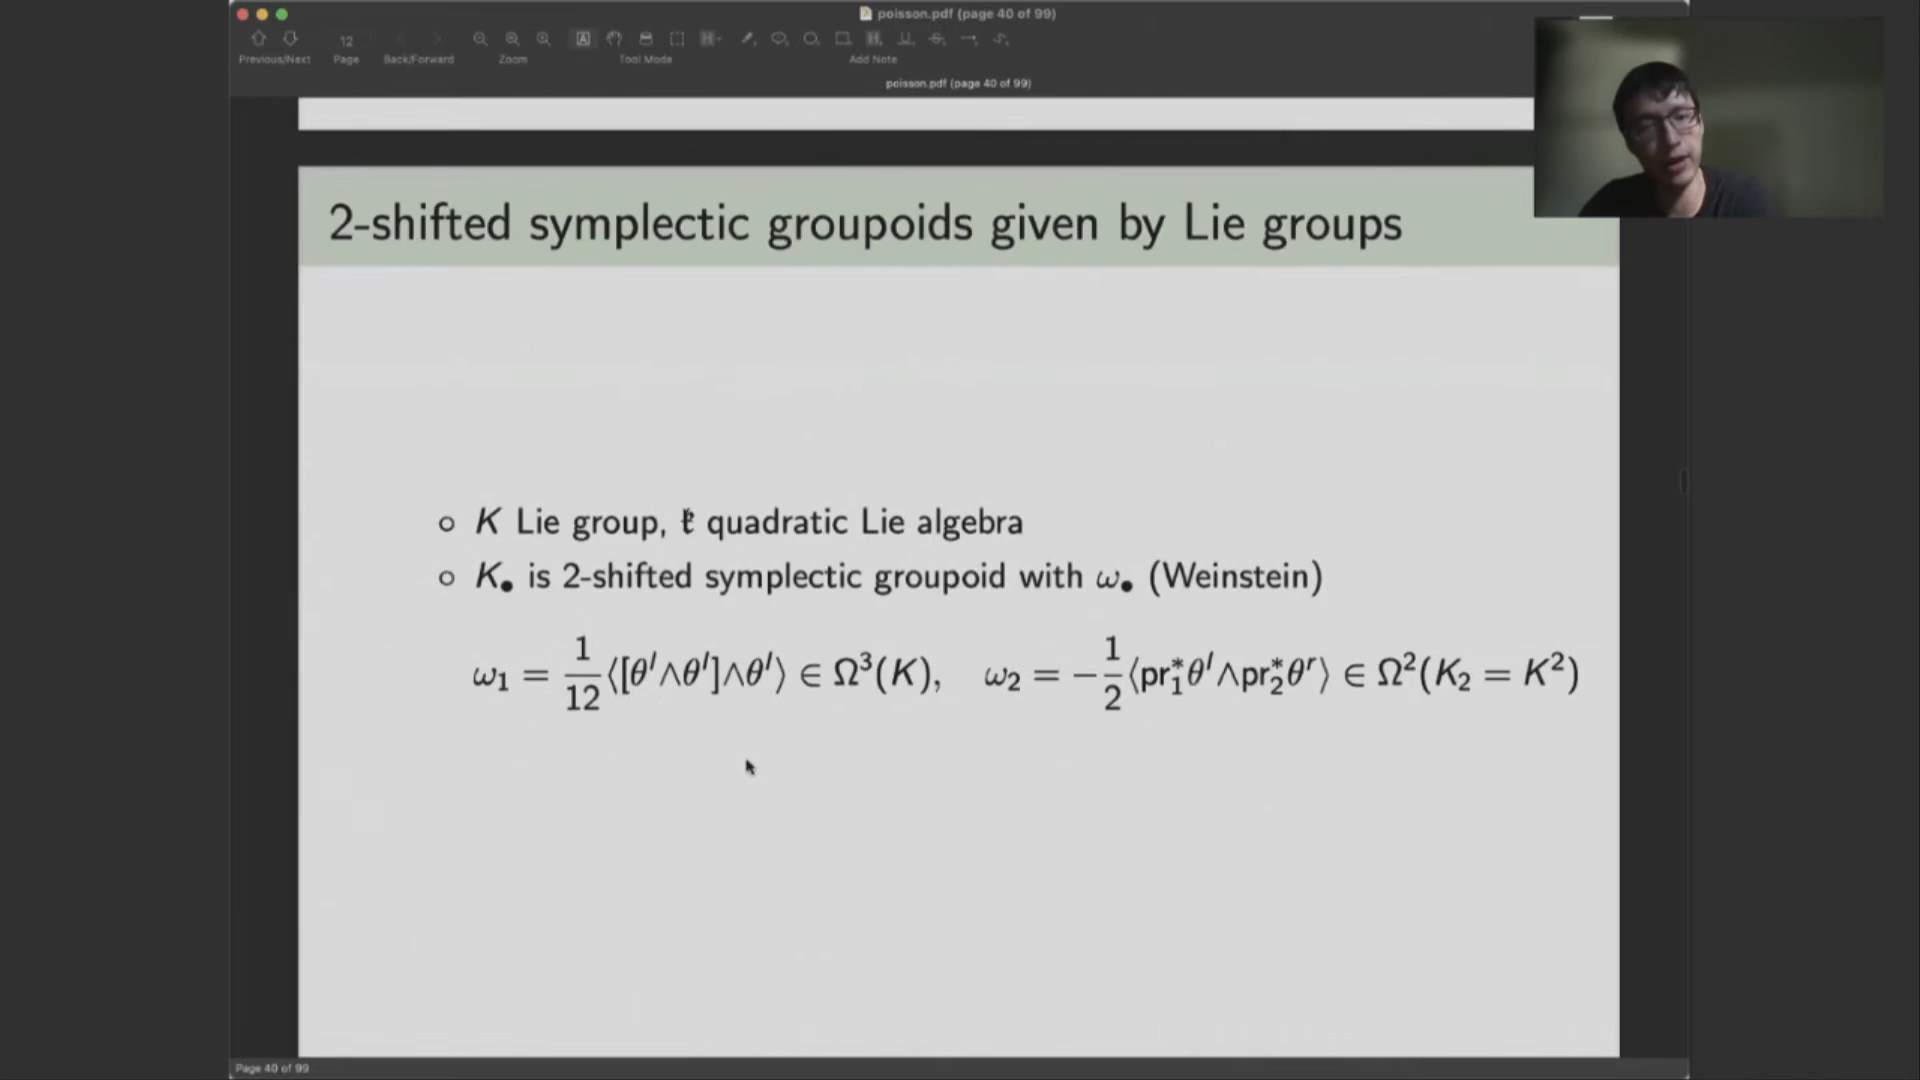 poisson.pdf (page 40 of 99)
12
Previous/Next Page Back/Forward Zoom Tool Mode Add Note
poisson.pdf (page 40 of 99)
2-shifted symplectic groupoids given by Lie groups
○ K Lie group, 𝔨 quadratic Lie algebra
○ K• is 2-shifted symplectic groupoid with ω• (Weinstein)
ω₁ = 1/12 ⟨[θˡ∧θˡ]∧θˡ⟩ ∈ Ω³(K), ω₂ = −1/2 ⟨pr₁*θˡ∧pr₂*θʳ⟩ ∈ Ω²(K₂ = K²)
Page 40 of 99